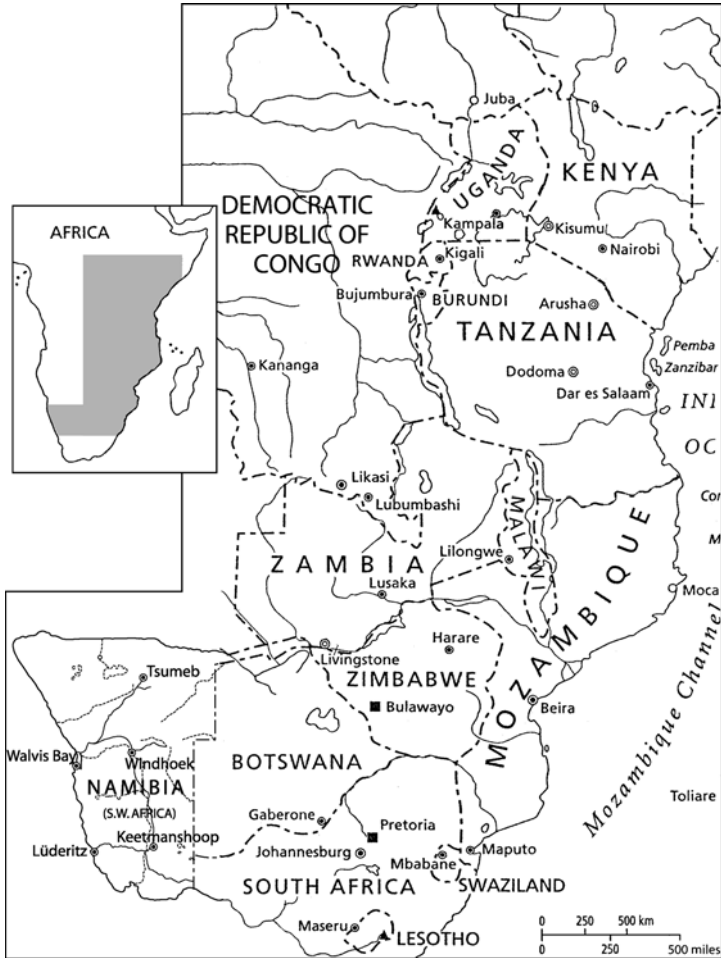 Juba
UGANDA
KENYA
DEMOCRATIC
REPUBLIC OF
CONGO
AFRICA
Kampala
Kisumu
Nairobi
RWANDA
Kigali
Bujumbura
BURUNDI
Arusha
TANZANIA
Pemba
Zanzibar
Kananga
Dodoma
Dar es Salaam
INI
OC
Likasi
Lubumbashi
Con
M
MALAWI
ZAMBIA
Lilongwe
MOZAMBIQUE
Lusaka
Moca
Livingstone
Harare
ZIMBABWE
Tsumeb
Bulawayo
Beira
Walvis Bay
Windhoek
BOTSWANA
Mozambique Channel
NAMIBIA
(S.W. AFRICA)
Toliare
Gaberone
Keetmanshoop
Pretoria
Lüderitz
Johannesburg
Mbabane
Maputo
SOUTH AFRICA
SWAZILAND
Maseru
LESOTHO
0 250 500 km
0 250 500 miles